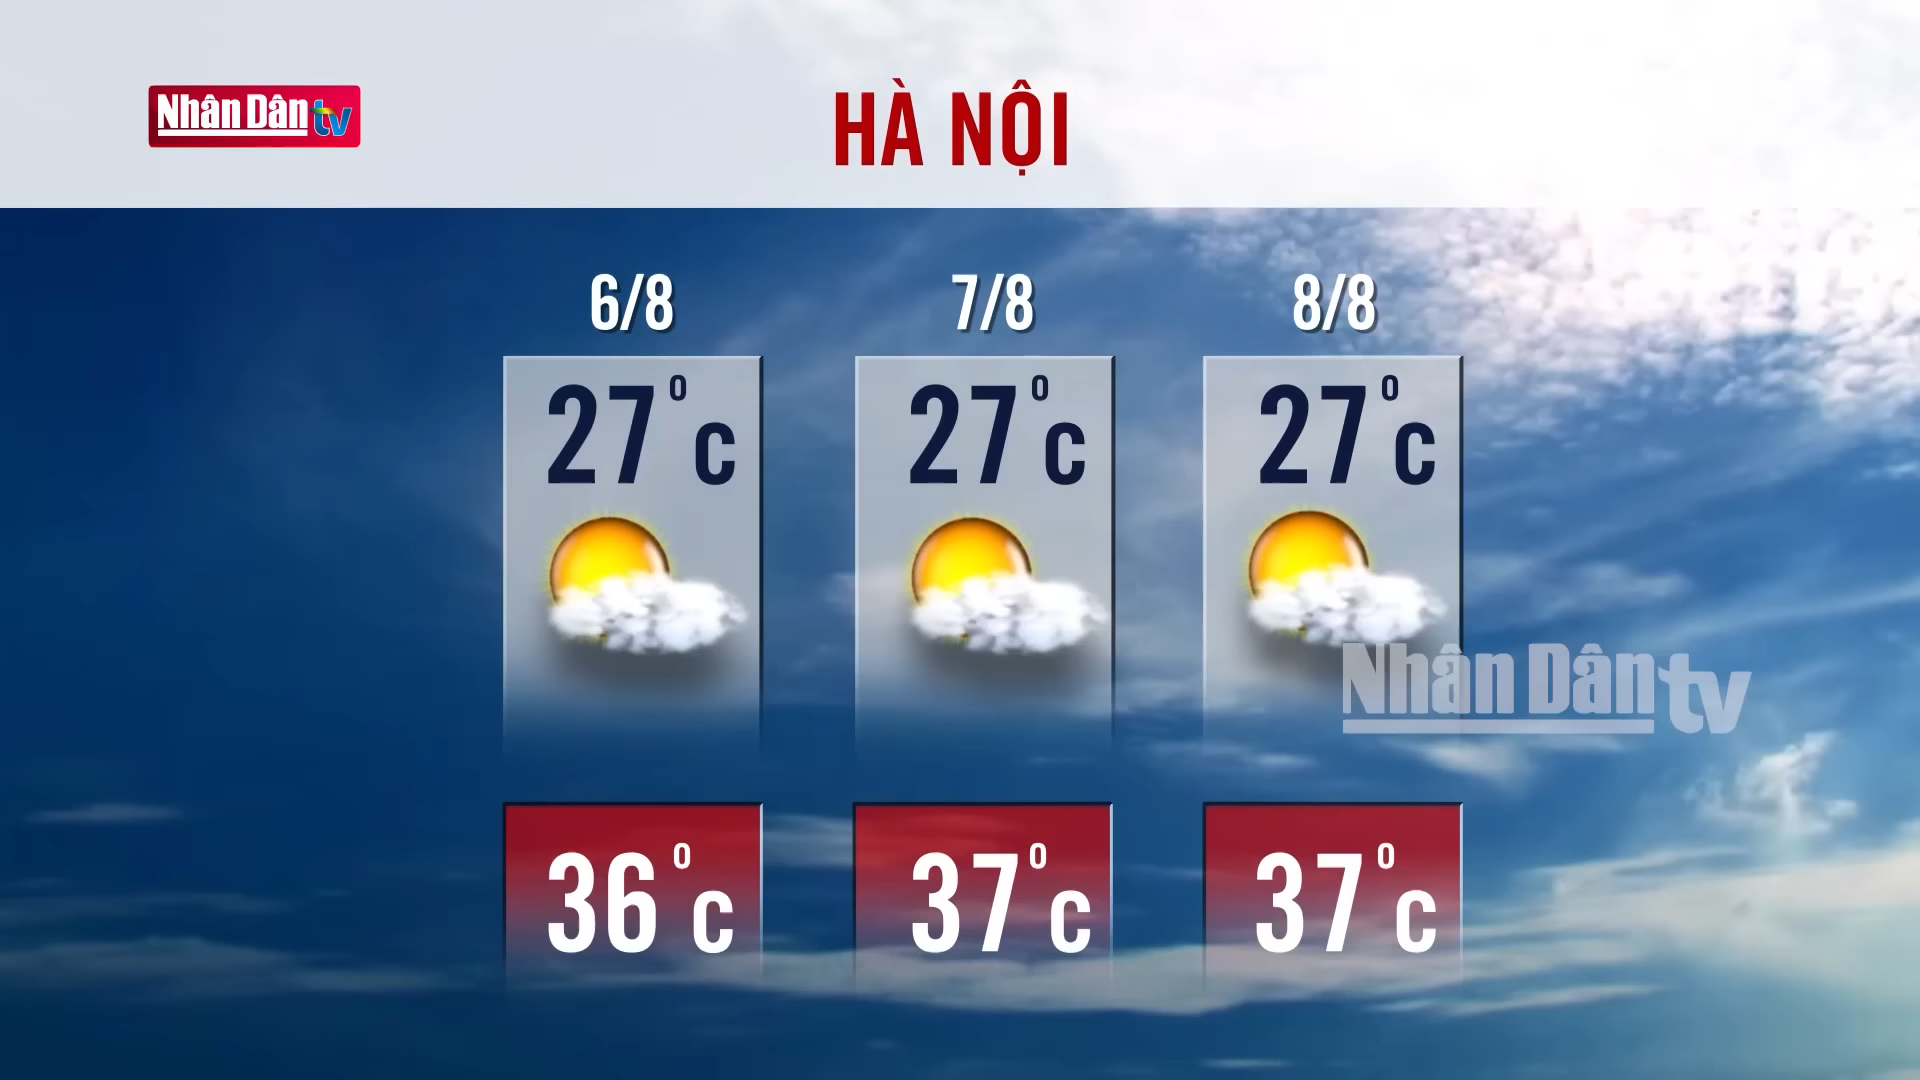 Nhân Dân tv
HÀ NỘI
6/8 7/8 8/8
27°C 27°C 27°C
Nhân Dân tv
36°C 37°C 37°C